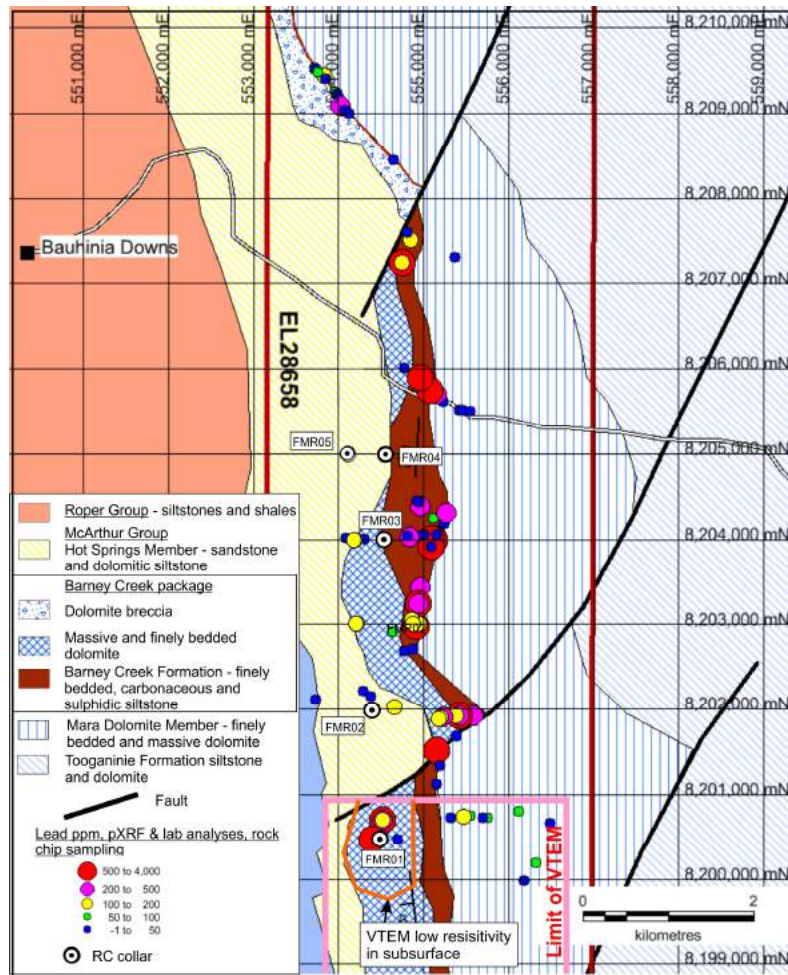 551,000 mE
552,000 mE
553,000 mE
555,000 mE
556,000 mE
557,000 mE
558,000 mE
559,000 mE
8,210,000 mN
8,209,000 mN
8,208,000 mN
8,207,000 mN
8,206,000 mN
8,205,000 mN
8,204,000 mN
8,203,000 mN
8,202,000 mN
8,201,000 mN
8,200,000 mN
8,199,000 mN
Bauhinia Downs
EL28658
FMR05
FMR04
FMR03
FMR02
FMR01
Roper Group - siltstones and shales
McArthur Group
Hot Springs Member - sandstone
and dolomitic siltstone
Barney Creek package
Dolomite breccia
Massive and finely bedded
dolomite
Barney Creek Formation - finely
bedded, carbonaceous and
sulphidic siltstone
Mara Dolomite Member - finely
bedded and massive dolomite
Tooganinie Formation siltstone
and dolomite
Fault
Lead ppm, pXRF & lab analyses, rock
chip sampling
500 to 4,000
200 to 500
100 to 200
50 to 100
-1 to 50
RC collar
VTEM low resisitivity
in subsurface
Limit of VTEM
0 2
kilometres